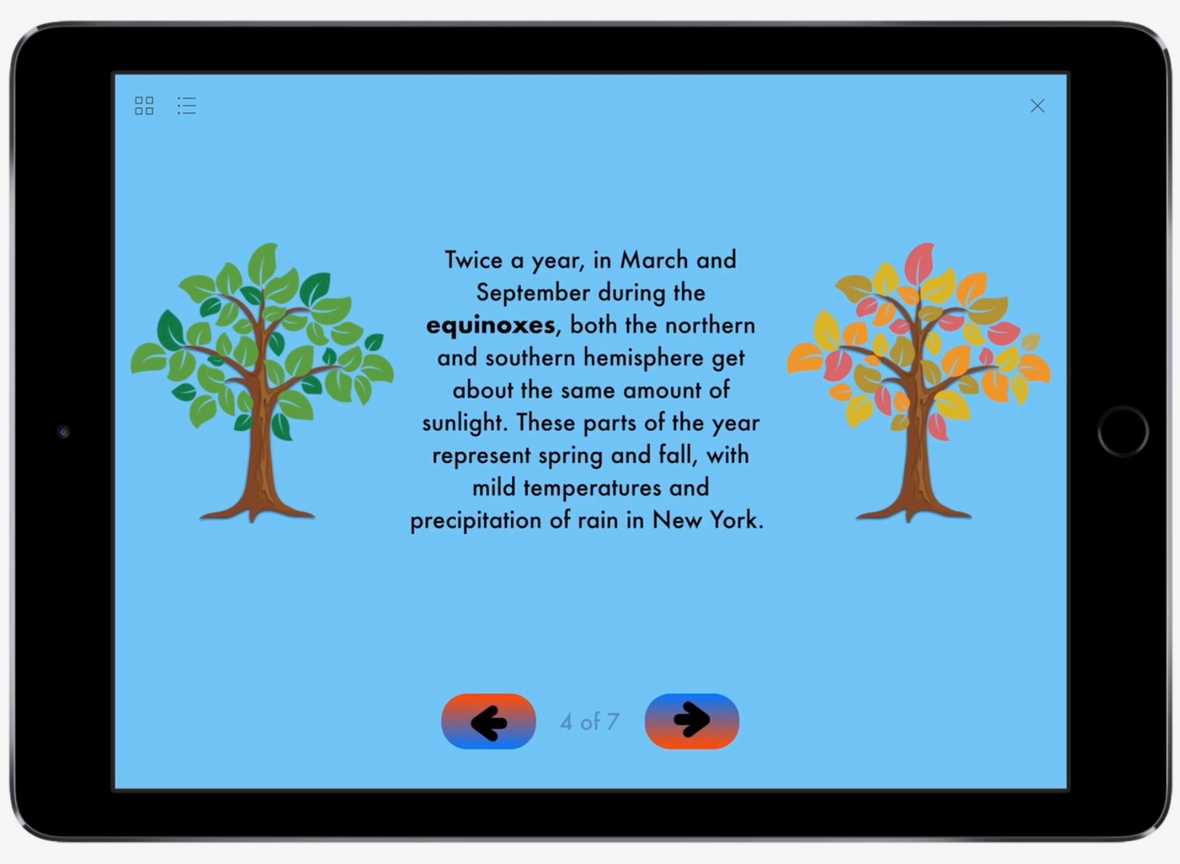 Twice a year, in March and
September during the
equinoxes, both the northern
and southern hemisphere get
about the same amount of
sunlight. These parts of the year
represent spring and fall, with
mild temperatures and
precipitation of rain in New York.
4 of 7